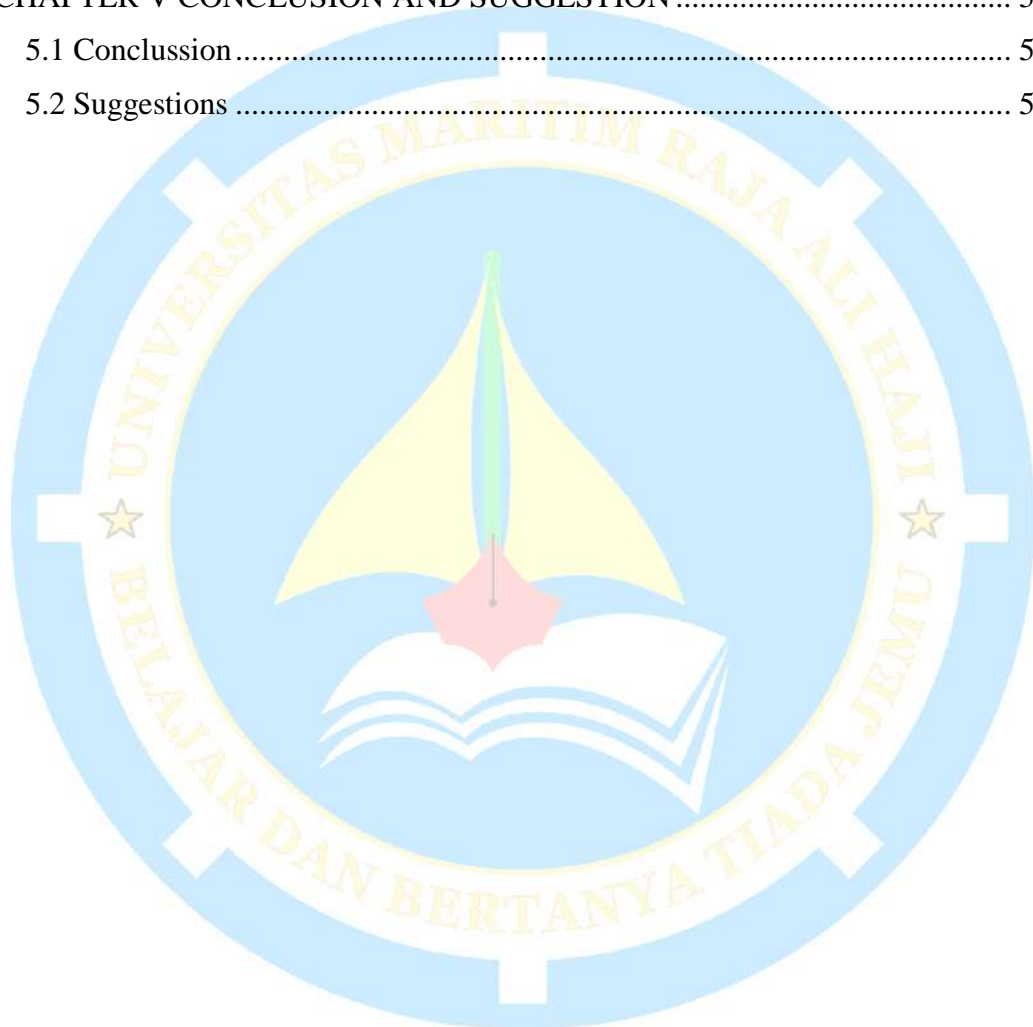 CHAPTER V CONCLUSION AND SUGGESTION.......................................... 5
5.1 Conclussion................................................................................................. 5
5.2 Suggestions ................................................................................................. 5
UNIVERSITAS MARITIM RAJA ALI HAJI
BELAJAR DAN BERTANYA TIADA JEMU